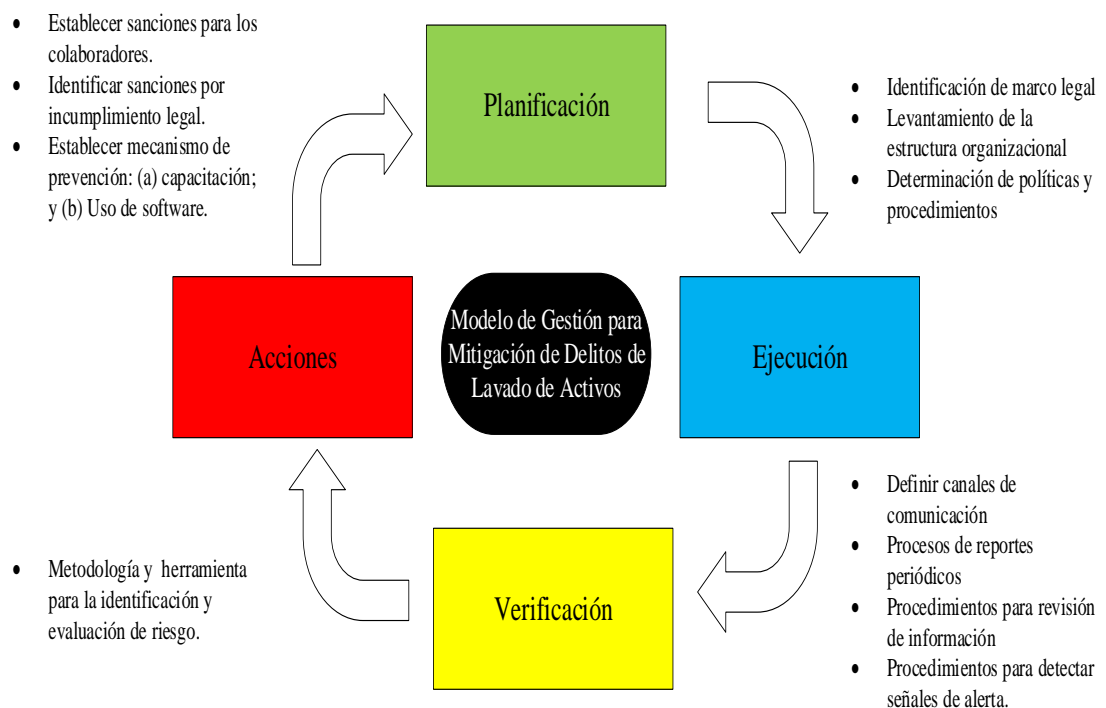 • Establecer sanciones para los
colaboradores.
• Identificar sanciones por
incumplimiento legal.
• Establecer mecanismo de
prevención: (a) capacitación;
y (b) Uso de software.
Planificación
• Identificación de marco legal
• Levantamiento de la
estructura organizacional
• Determinación de políticas y
procedimientos
Acciones
Modelo de Gestión para
Mitigación de Delitos de
Lavado de Activos
Ejecución
• Metodología y herramienta
para la identificación y
evaluación de riesgo.
Verificación
• Definir canales de
comunicación
• Procesos de reportes
periódicos
• Procedimientos para revisión
de información
• Procedimientos para detectar
señales de alerta.